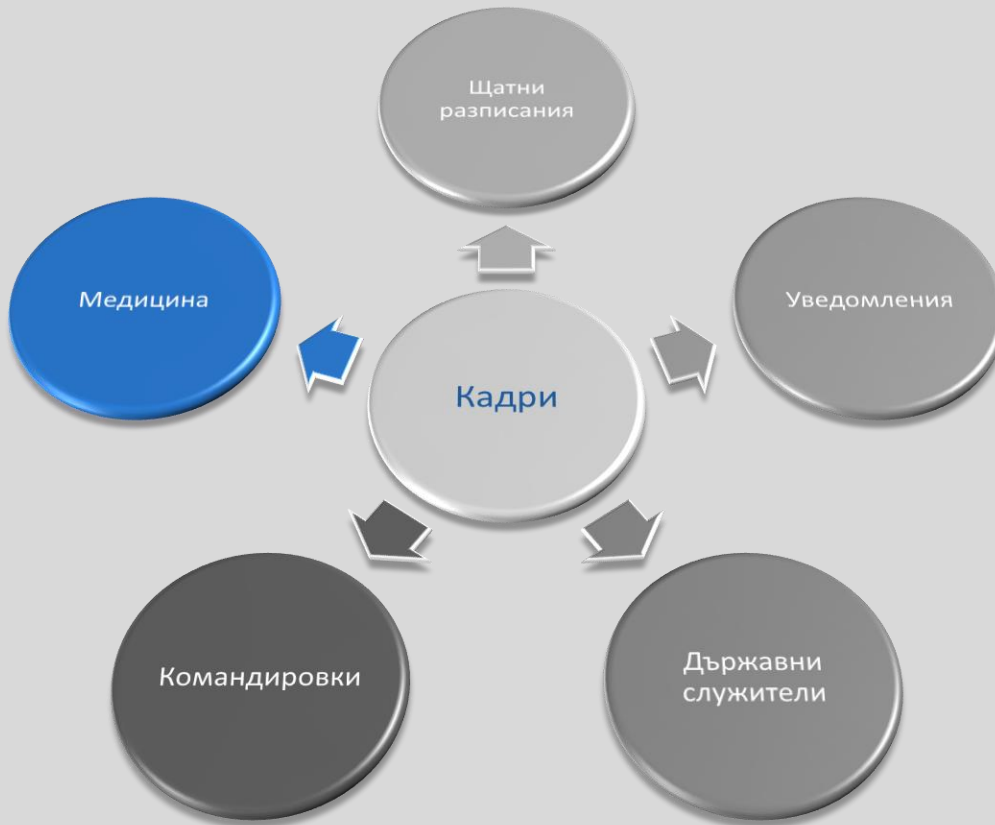 Щатни
разписания
Медицина
Уведомления
Кадри
Командировки
Държавни
служители